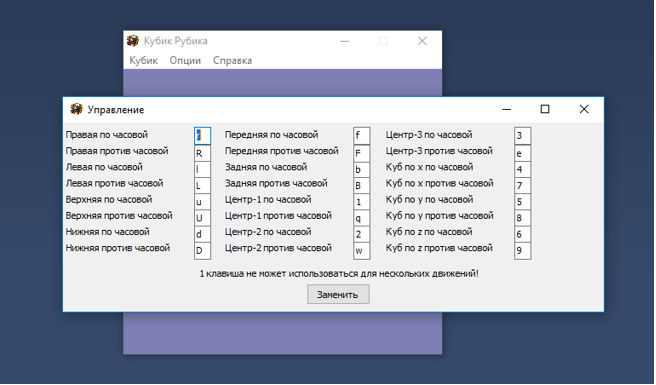 Кубик Рубика
Кубик Опции Справка
Управление
Правая по часовой r Передняя по часовой f Центр-3 по часовой 3
Правая против часовой R Передняя против часовой F Центр-3 против часовой e
Левая по часовой l Задняя по часовой b Куб по x по часовой 4
Левая против часовой L Задняя против часовой B Куб по x против часовой 7
Верхняя по часовой u Центр-1 по часовой 1 Куб по y по часовой 5
Верхняя против часовой U Центр-1 против часовой q Куб по y против часовой 8
Нижняя по часовой d Центр-2 по часовой 2 Куб по z по часовой 6
Нижняя против часовой D Центр-2 против часовой w Куб по z против часовой 9
1 клавиша не может использоваться для нескольких движений!
Заменить